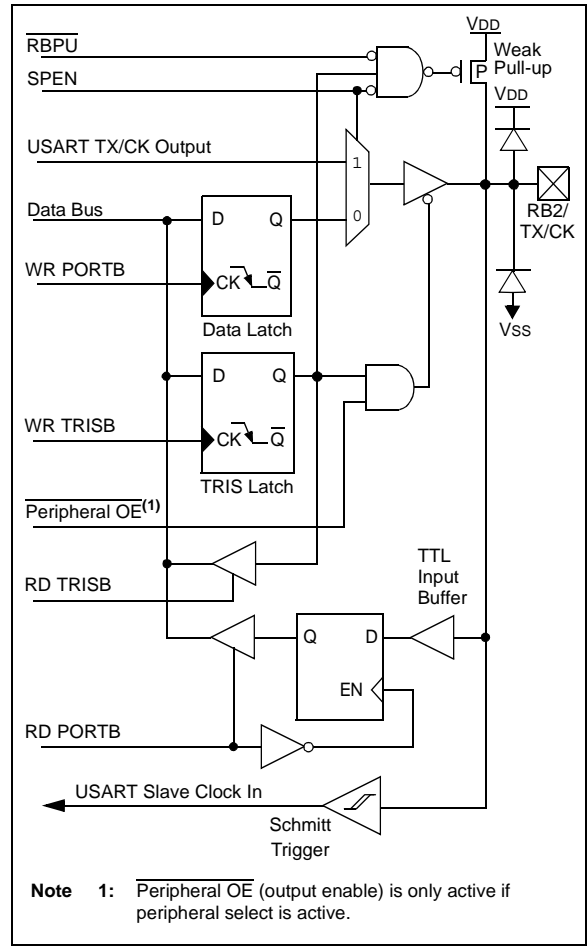 VDD
RBPU
Weak
Pull-up
P
SPEN
VDD
USART TX/CK Output
1
0
RB2/
TX/CK
Data Bus
D Q
WR PORTB
CK Q
Data Latch
VSS
D Q
WR TRISB
CK Q
TRIS Latch
Peripheral OE(1)
TTL
Input
Buffer
RD TRISB
Q D
EN
RD PORTB
USART Slave Clock In
Schmitt
Trigger
Note 1: Peripheral OE (output enable) is only active if
peripheral select is active.